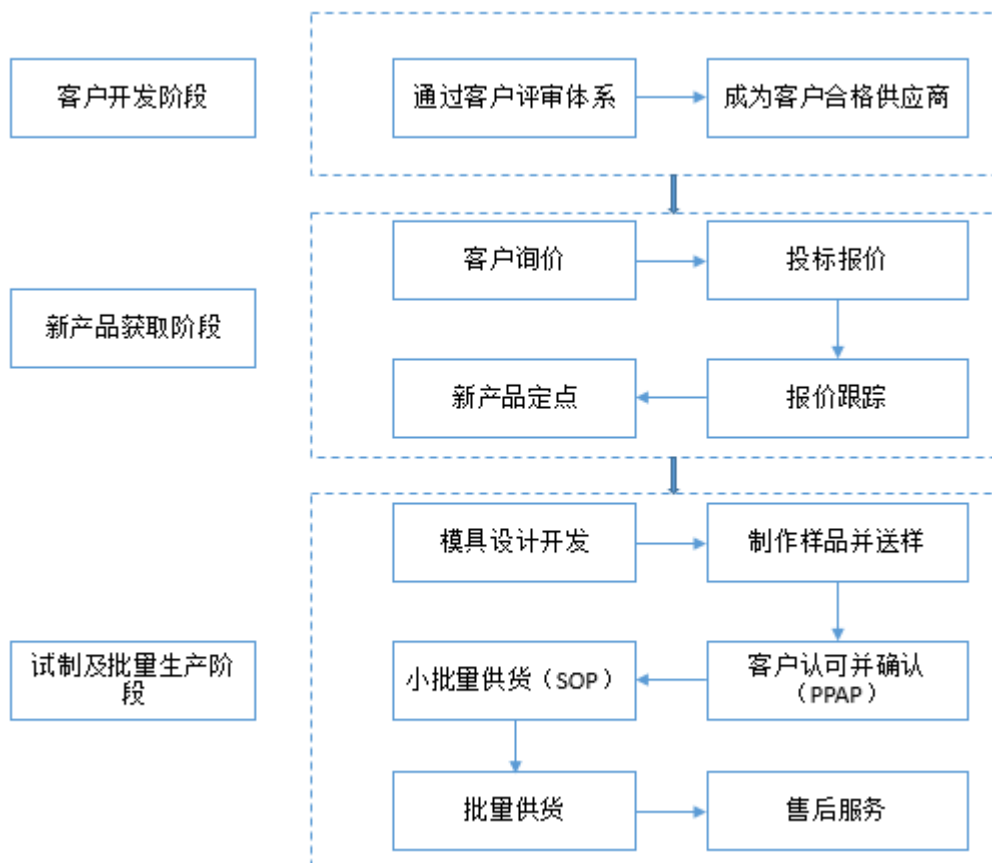 客户开发阶段
通过客户评审体系
成为客户合格供应商
新产品获取阶段
客户询价
投标报价
新产品定点
报价跟踪
试制及批量生产阶
段
模具设计开发
制作样品并送样
小批量供货（SOP）
客户认可并确认
（PPAP）
批量供货
售后服务